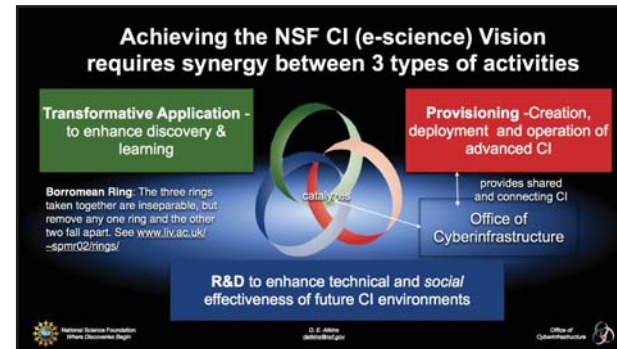 Achieving the NSF CI (e-science) Vision
requires synergy between 3 types of activities
Transformative Application -
to enhance discovery &
learning
Provisioning -Creation,
deployment and operation of
advanced CI
Borromean Ring: The three rings
taken together are inseparable, but
remove any one ring and the other
two fall apart. See www.liv.ac.uk/
~spmr02/rings/
catalyzes
provides shared
and connecting CI
Office of
Cyberinfrastructure
R&D to enhance technical and social
effectiveness of future CI environments
National Science Foundation
Where Discoveries Begin
D. E. Atkins
datkins@nsf.gov
Office of
Cyberinfrastructure